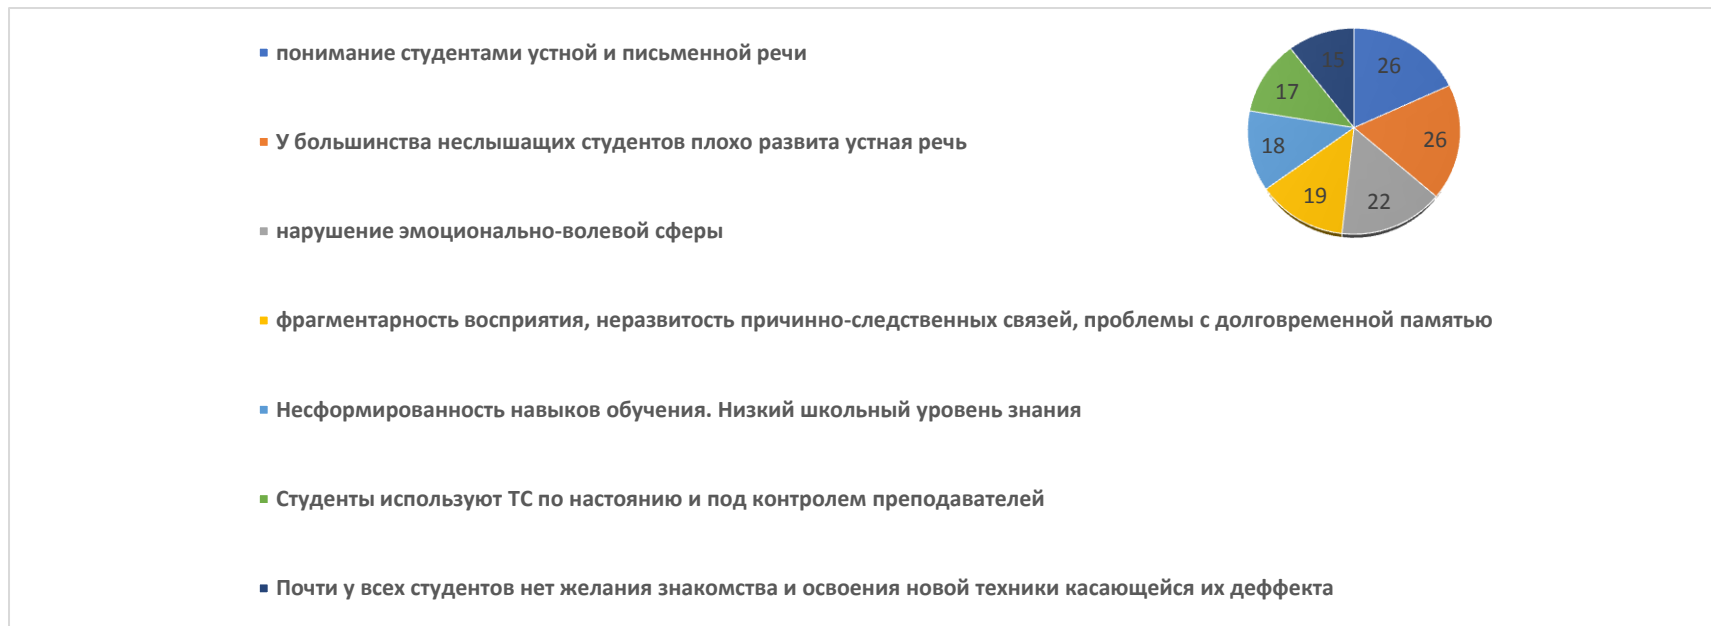 понимание студентами устной и письменной речи
У большинства неслышащих студентов плохо развита устная речь
нарушение эмоционально-волевой сферы
фрагментарность восприятия, неразвитость причинно-следственных связей, проблемы с долговременной памятью
Несформированность навыков обучения. Низкий школьный уровень знания
Студенты используют ТС по настоянию и под контролем преподавателей
Почти у всех студентов нет желания знакомства и освоения новой техники касающейся их деффекта
26
26
22
19
18
17
15